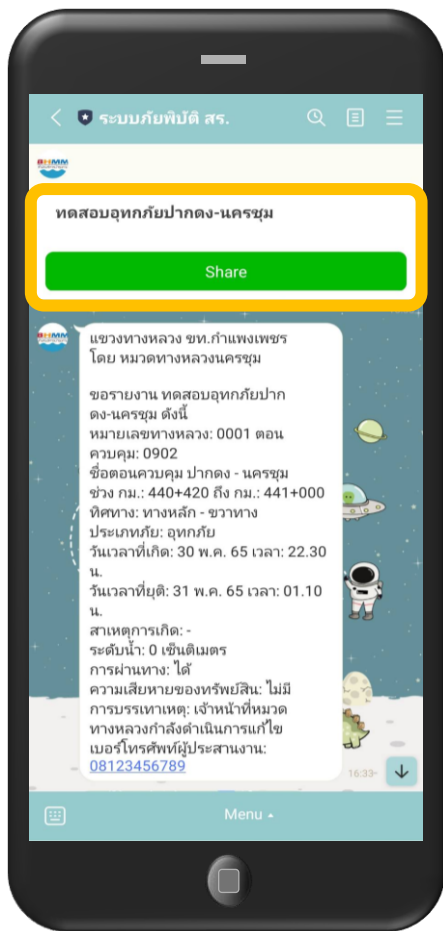 ระบบภัยพิบัติ สร.
BHMM
ทดสอบอุทกภัยปากดง-นครชุม
Share
BHMM
แขวงทางหลวง ขท.กำแพงเพชร
โดย หมวดทางหลวงนครชุม
ขอรายงาน ทดสอบอุทกภัยปาก
ดง-นครชุม ดังนี้
หมายเลขทางหลวง: 0001 ตอน
ควบคุม: 0902
ชื่อตอนควบคุม ปากดง - นครชุม
ช่วง กม.: 440+420 ถึง กม.: 441+000
ทิศทาง: ทางหลัก - ขวาทาง
ประเภทภัย: อุทกภัย
วันเวลาที่เกิด: 30 พ.ค. 65 เวลา: 22.30
น.
วันเวลาที่ยุติ: 31 พ.ค. 65 เวลา: 01.10
น.
สาเหตุการเกิด: -
ระดับน้ำ: 0 เซ็นติเมตร
การผ่านทาง: ได้
ความเสียหายของทรัพย์สิน: ไม่มี
การบรรเทาเหตุ: เจ้าหน้าที่หมวด
ทางหลวงกำลังดำเนินการแก้ไข
เบอร์โทรศัพท์ผู้ประสานงาน:
08123456789
16:33
Menu